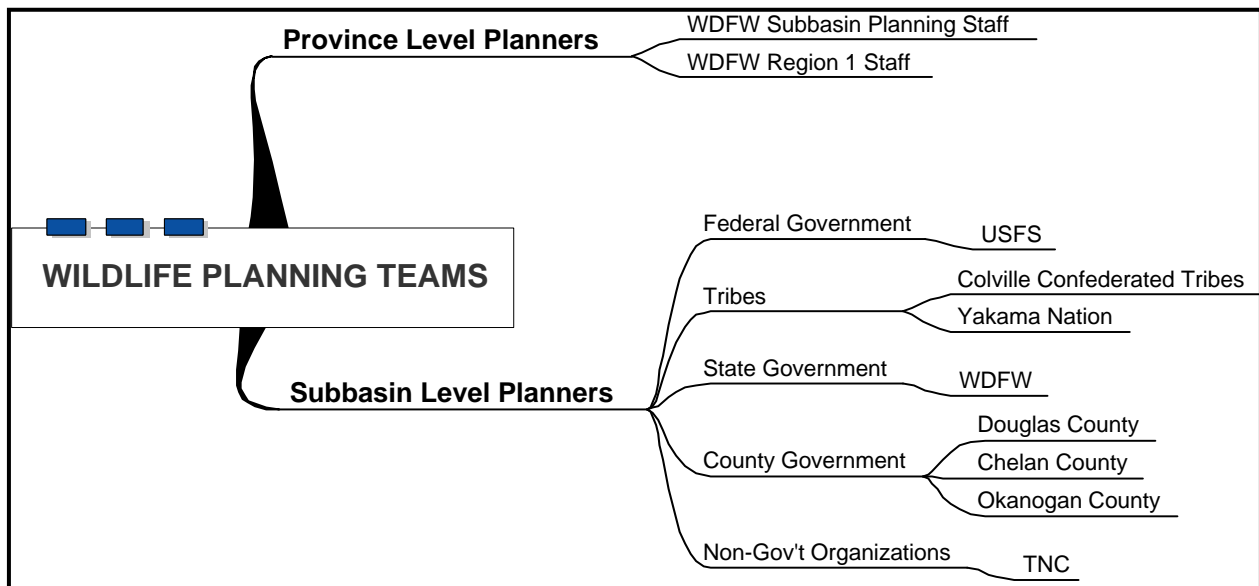 Province Level Planners
WDFW Subbasin Planning Staff
WDFW Region 1 Staff
WILDLIFE PLANNING TEAMS
Subbasin Level Planners
Federal Government
USFS
Tribes
Colville Confederated Tribes
Yakama Nation
State Government
WDFW
County Government
Douglas County
Chelan County
Okanogan County
Non-Gov't Organizations
TNC